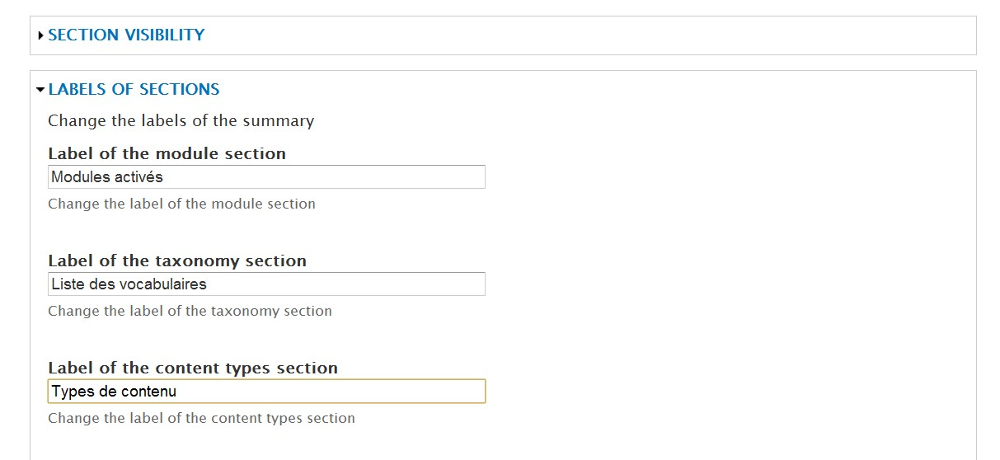 SECTION VISIBILITY
LABELS OF SECTIONS
Change the labels of the summary
Label of the module section
Modules activés
Change the label of the module section
Label of the taxonomy section
Liste des vocabulaires
Change the label of the taxonomy section
Label of the content types section
Types de contenu
Change the label of the content types section